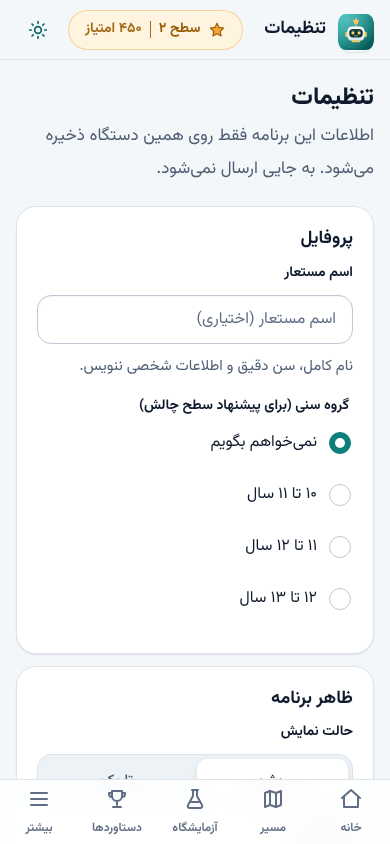 تنظیمات
سطح ۲ | ۴۵۰ امتیاز
تنظیمات
اطلاعات این برنامه فقط روی همین دستگاه ذخیره
می‌شود. به جایی ارسال نمی‌شود.
پروفایل
اسم مستعار
اسم مستعار (اختیاری)
نام کامل، سن دقیق و اطلاعات شخصی ننویس.
گروه سنی (برای پیشنهاد سطح چالش)
نمی‌خواهم بگویم
۱۰ تا ۱۱ سال
۱۱ تا ۱۲ سال
۱۲ تا ۱۳ سال
ظاهر برنامه
حالت نمایش
خانه
مسیر
آزمایشگاه
دستاوردها
بیشتر